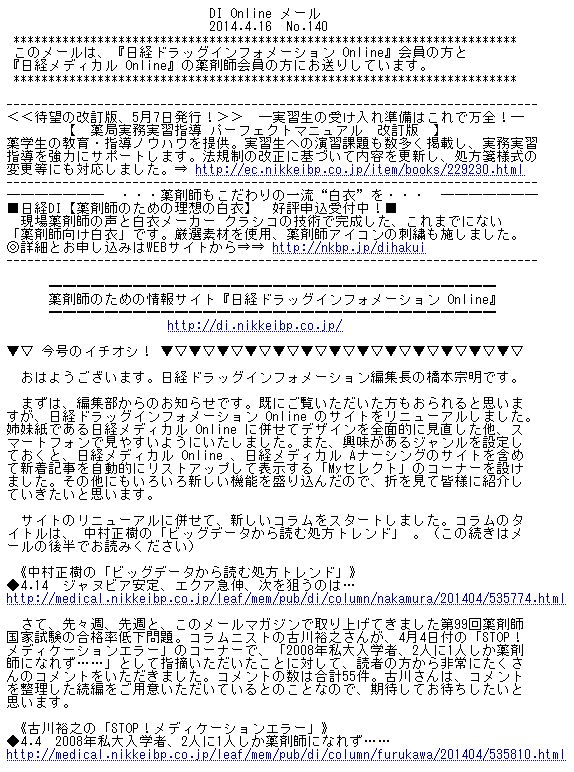 DI Online メール
2014.4.16　No.140
************************************************************************
このメールは、『日経ドラッグインフォメーション Online』会員の方と
『日経メディカル Online』の薬剤師会員の方にお送りしています。
************************************************************************
----------------------------------------------------------------------------
＜＜待望の改訂版、5月7日発行！＞＞　―実習生の受け入れ準備はこれで万全！―
【　薬局実務実習指導 パーフェクトマニュアル　改訂版　】
薬学生の教育・指導ノウハウを提供。実習生への演習課題も数多く掲載し、実務実習
指導を強力にサポートします。法規制の改正に基づいて内容を更新し、処方箋様式の
変更等にも対応しました。⇒ http://ec.nikkeibp.co.jp/item/books/229230.html
----------------------------------------------------------------------------
――――――――　・・・薬剤師もこだわりの一流“白衣”を・・・　――――――――
■日経DI【薬剤師のための理想の白衣】　好評申込受付中！■
　現場薬剤師の声と白衣メーカー クラシコの技術で完成した、これまでにない
「薬剤師向け白衣」です。厳選素材を使用、薬剤師アイコンの刺繍も施しました。
◎詳細とお申し込みはWEBサイトから⇒⇒ http://nkbp.jp/dihakui
----------------------------------------------------------------------------
━━━━━━━━━━━━━━━━━━━━━━━━━━━━━━━━
薬剤師のための情報サイト『日経ドラッグインフォメーション Online』
━━━━━━━━━━━━━━━━━━━━━━━━━━━━━━━━
http://di.nikkeibp.co.jp/
▼▽ 今号のイチオシ！ ▼▽▼▽▼▽▼▽▼▽▼▽▼▽▼▽▼▽▼▽▼▽▼▽▼▽
　おはようございます。日経ドラッグインフォメーション編集長の橋本宗明です。
　まずは、編集部からのお知らせです。既にご覧いただいた方もおられると思いま
すが、日経ドラッグインフォメーション Online のサイトをリニューアルしました。
姉妹紙である日経メディカル Online に併せてデザインを全面的に見直した他、ス
マートフォンで見やすいようにいたしました。また、興味があるジャンルを設定し
ておくと、日経メディカル Online 、日経メディカル Aナーシングのサイトを含め
て新着記事を自動的にリストアップして表示する「Myセレクト」のコーナーを設け
ました。その他にもいろいろ新しい機能を盛り込んだので、折を見て皆様に紹介し
ていきたいと思います。
　サイトのリニューアルに併せて、新しいコラムをスタートしました。コラムのタ
イトルは、 中村正樹の「ビッグデータから読む処方トレンド」 。（この続きはメ
ールの後半でお読みください）
《中村正樹の「ビッグデータから読む処方トレンド」》
◆4.14　ジャヌビア安定、エクア急伸、次を狙うのは…
http://medical.nikkeibp.co.jp/leaf/mem/pub/di/column/nakamura/201404/535774.html
　さて、先々週、先週と、このメールマガジンで取り上げてきました第99回薬剤師
国家試験の合格率低下問題。コラムニストの古川裕之さんが、4月4日付の「STOP！
メディケーションエラー」のコーナーで、「2008年私大入学者、2人に1人しか薬剤
師になれず……」として指摘いただいたことに対して、読者の方から非常にたくさ
んのコメントをいただきました。コメントの数は合計55件。古川さんは、コメント
を整理した続編をご用意いただいているとのことなので、期待してお待ちしたいと
思います。
《古川裕之の「STOP！メディケーションエラー」》
◆4.4　2008年私大入学者、2人に1人しか薬剤師になれず……
http://medical.nikkeibp.co.jp/leaf/mem/pub/di/column/furukawa/201404/535810.html